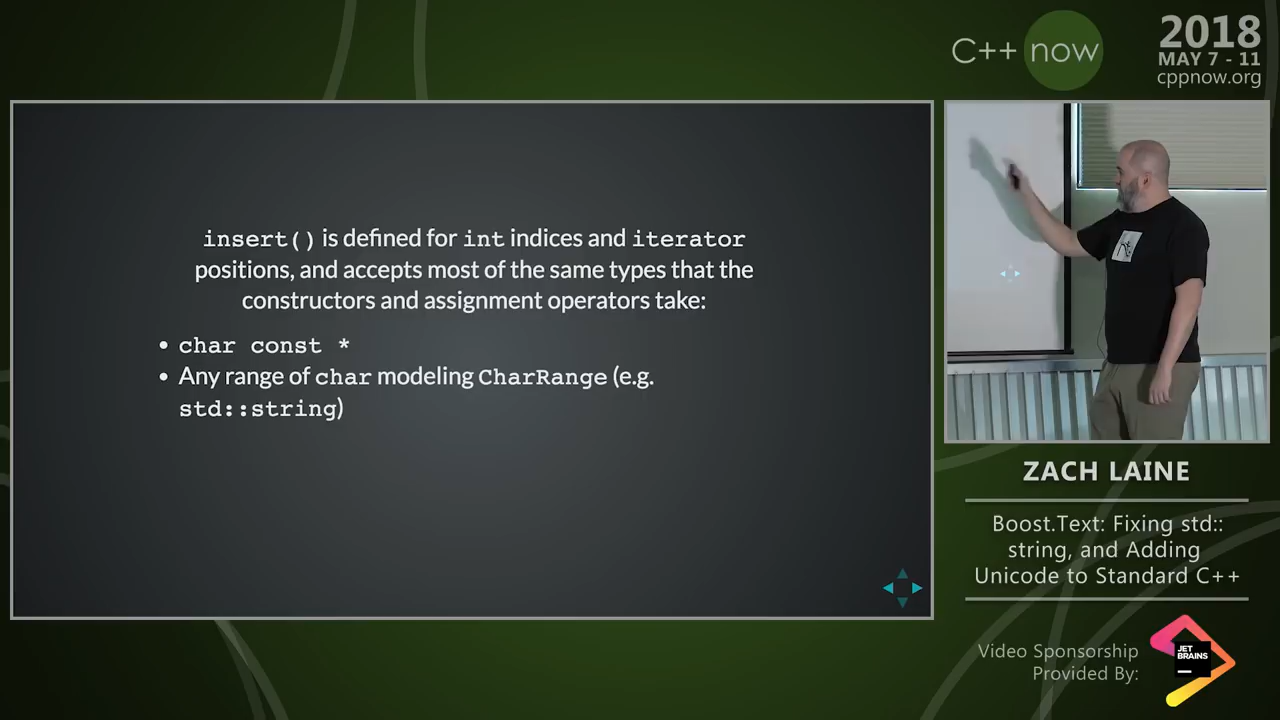 C++ now
2018
MAY 7 - 11
cppnow.org
insert() is defined for int indices and iterator
positions, and accepts most of the same types that the
constructors and assignment operators take:
• char const *
• Any range of char modeling CharRange (e.g.
std::string)
ZACH LAINE
Boost.Text: Fixing std::
string, and Adding
Unicode to Standard C++
Video Sponsorship
Provided By:
JET
BRAINS